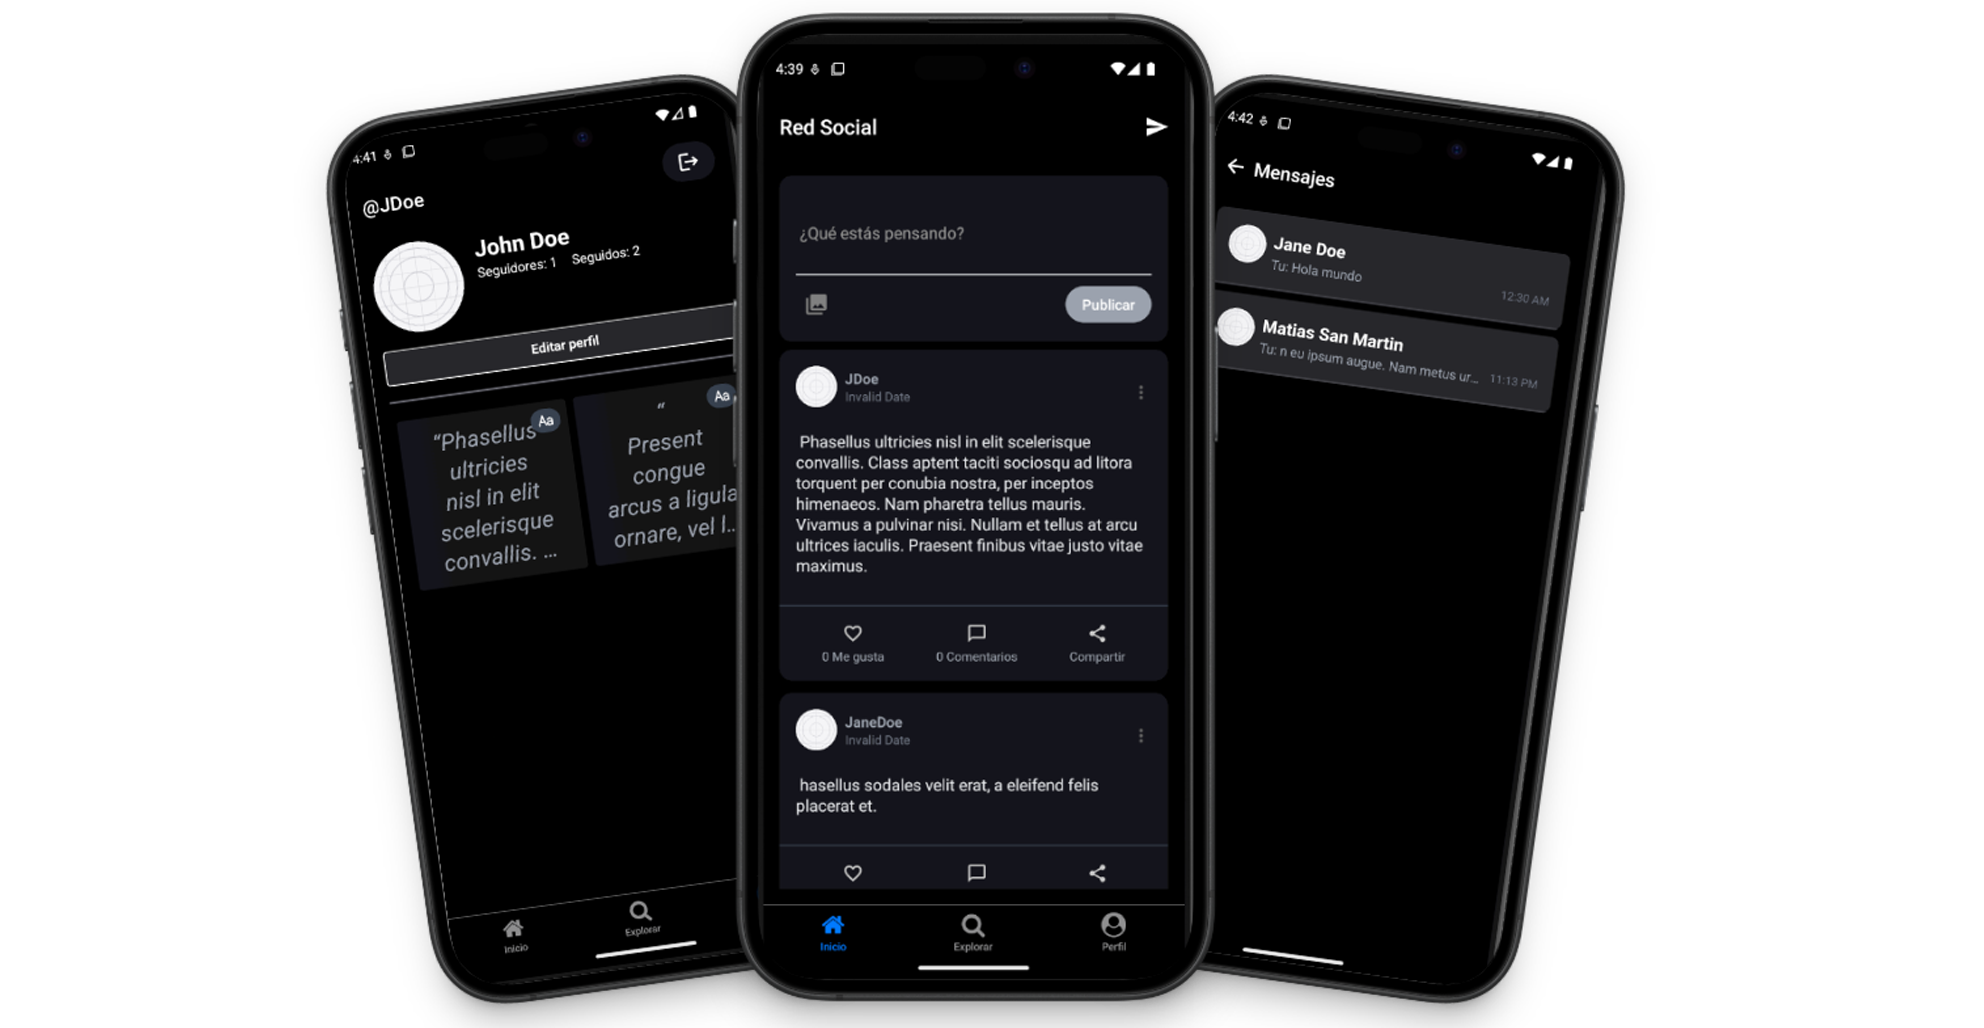 4:41
@JDoe
John Doe
Seguidores: 1 Seguidos: 2
Editar perfil
Aa
“Phasellus
ultricies
nisl in elit
scelerisque
convallis. ...
Aa
“
Present
congue
arcus a ligula
ornare, vel l...
Inicio
Explorar
4:39
Red Social
¿Qué estás pensando?
Publicar
JDoe
Invalid Date
Phasellus ultricies nisl in elit scelerisque
convallis. Class aptent taciti sociosqu ad litora
torquent per conubia nostra, per inceptos
himenaeos. Nam pharetra tellus mauris.
Vivamus a pulvinar nisi. Nullam et tellus at arcu
ultrices iaculis. Praesent finibus vitae justo vitae
maximus.
0 Me gusta
0 Comentarios
Compartir
JaneDoe
Invalid Date
hasellus sodales velit erat, a eleifend felis
placerat et.
Inicio
Explorar
Perfil
4:42
Mensajes
Jane Doe
Tu: Hola mundo
12:30 AM
Matias San Martin
Tu: n eu ipsum augue. Nam metus ur...
11:13 PM